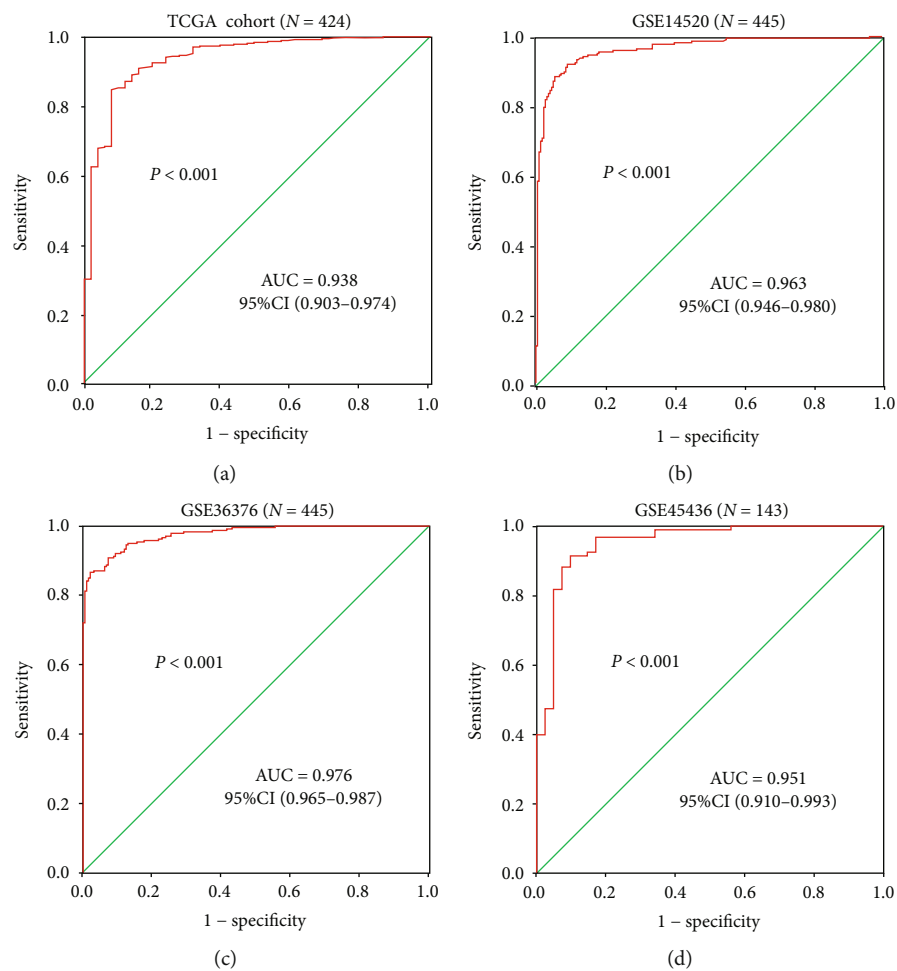 TCGA cohort (N = 424)
1.0
0.8
0.6
0.4
0.2
0.0
Sensitivity
P < 0.001
AUC = 0.938
95%CI (0.903–0.974)
0.0 0.2 0.4 0.6 0.8 1.0
1 − specificity
(a)
GSE14520 (N = 445)
1.0
0.8
0.6
0.4
0.2
0.0
Sensitivity
P < 0.001
AUC = 0.963
95%CI (0.946–0.980)
0.0 0.2 0.4 0.6 0.8 1.0
1 − specificity
(b)
GSE36376 (N = 445)
1.0
0.8
0.6
0.4
0.2
0.0
Sensitivity
P < 0.001
AUC = 0.976
95%CI (0.965–0.987)
0.0 0.2 0.4 0.6 0.8 1.0
1 − specificity
(c)
GSE45436 (N = 143)
1.0
0.8
0.6
0.4
0.2
0.0
Sensitivity
P < 0.001
AUC = 0.951
95%CI (0.910–0.993)
0.0 0.2 0.4 0.6 0.8 1.0
1 − specificity
(d)